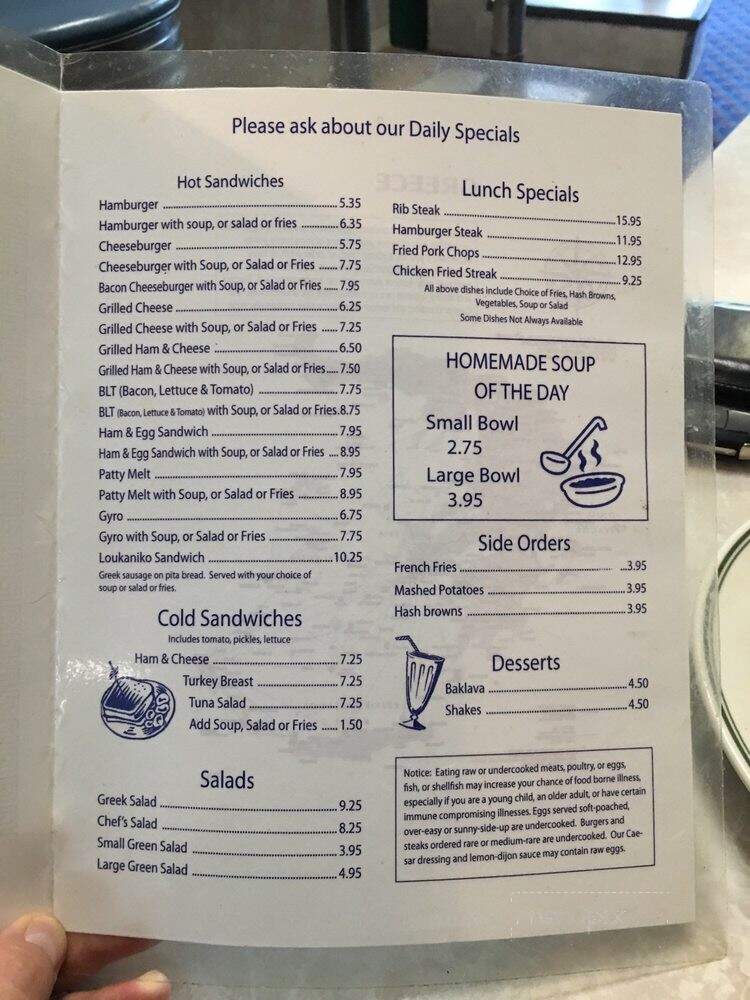 Please ask about our Daily Specials
Hot Sandwiches
Hamburger 5.35
Hamburger with soup, or salad or fries 6.35
Cheeseburger 5.75
Cheeseburger with Soup, or Salad or Fries 7.75
Bacon Cheeseburger with Soup, or Salad or Fries 7.95
Grilled Cheese 6.25
Grilled Cheese with Soup, or Salad or Fries 7.25
Grilled Ham & Cheese 6.50
Grilled Ham & Cheese with Soup, or Salad or Fries 7.50
BLT (Bacon, Lettuce & Tomato) 7.75
BLT (Bacon, Lettuce & Tomato) with Soup, or Salad or Fries. 8.75
Ham & Egg Sandwich 7.95
Ham & Egg Sandwich with Soup, or Salad or Fries 8.95
Patty Melt 7.95
Patty Melt with Soup, or Salad or Fries 8.95
Gyro 6.75
Gyro with Soup, or Salad or Fries 7.75
Loukaniko Sandwich 10.25
Greek sausage on pita bread. Served with your choice of
soup or salad or fries.
Cold Sandwiches
Includes tomato, pickles, lettuce
Ham & Cheese 7.25
Turkey Breast 7.25
Tuna Salad 7.25
Add Soup, Salad or Fries 1.50
Salads
Greek Salad 9.25
Chef's Salad 8.25
Small Green Salad 3.95
Large Green Salad 4.95
Lunch Specials
Rib Steak 15.95
Hamburger Steak 11.95
Fried Pork Chops 12.95
Chicken Fried Streak 9.25
All above dishes include Choice of Fries, Hash Browns,
Vegetables, Soup or Salad
Some Dishes Not Always Available
HOMEMADE SOUP
OF THE DAY
Small Bowl
2.75
Large Bowl
3.95
Side Orders
French Fries 3.95
Mashed Potatoes 3.95
Hash browns 3.95
Desserts
Baklava 4.50
Shakes 4.50
Notice: Eating raw or undercooked meats, poultry, or eggs,
fish, or shellfish may increase your chance of food borne illness,
especially if you are a young child, an older adult, or have certain
immune compromising illnesses. Eggs served soft-poached,
over-easy or sunny-side-up are undercooked. Burgers and
steaks ordered rare or medium-rare are undercooked. Our Cae-
sar dressing and lemon-dijon sauce may contain raw eggs.